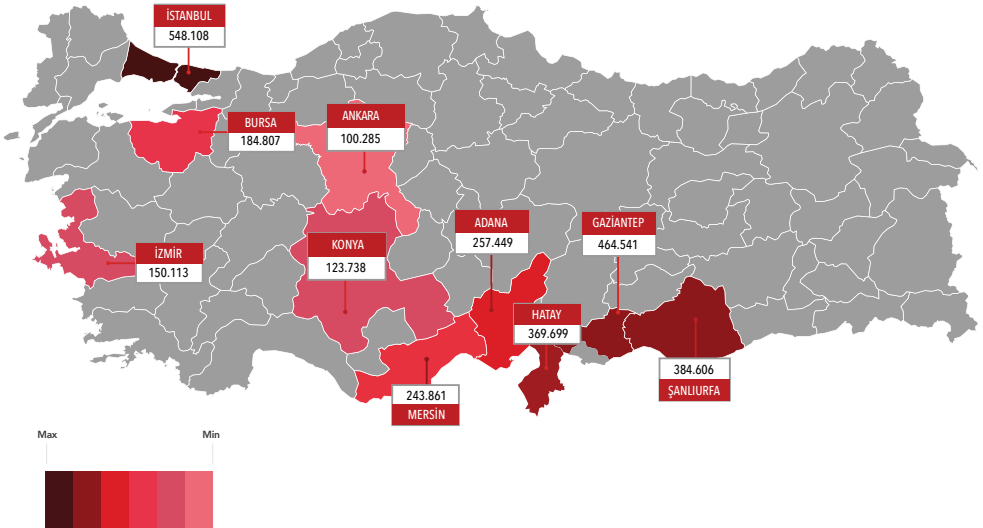 İSTANBUL
548.108
BURSA
184.807
ANKARA
100.285
İZMİR
150.113
KONYA
123.738
ADANA
257.449
GAZİANTEP
464.541
HATAY
369.699
384.606
ŞANLIURFA
243.861
MERSİN
Max
Min